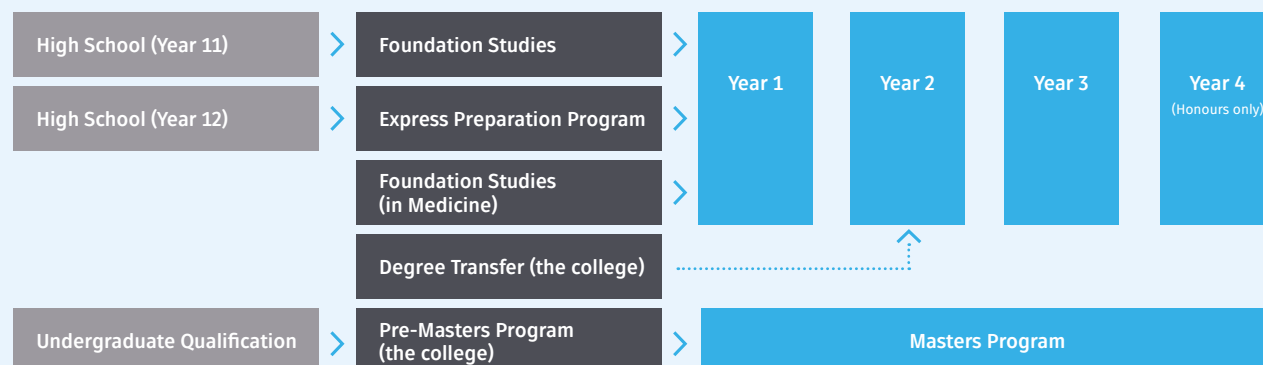 High School (Year 11)
Foundation Studies
High School (Year 12)
Express Preparation Program
Foundation Studies
(in Medicine)
Degree Transfer (the college)
Undergraduate Qualification
Pre-Masters Program
(the college)
Year 1
Year 2
Year 3
Year 4
(Honours only)
Masters Program